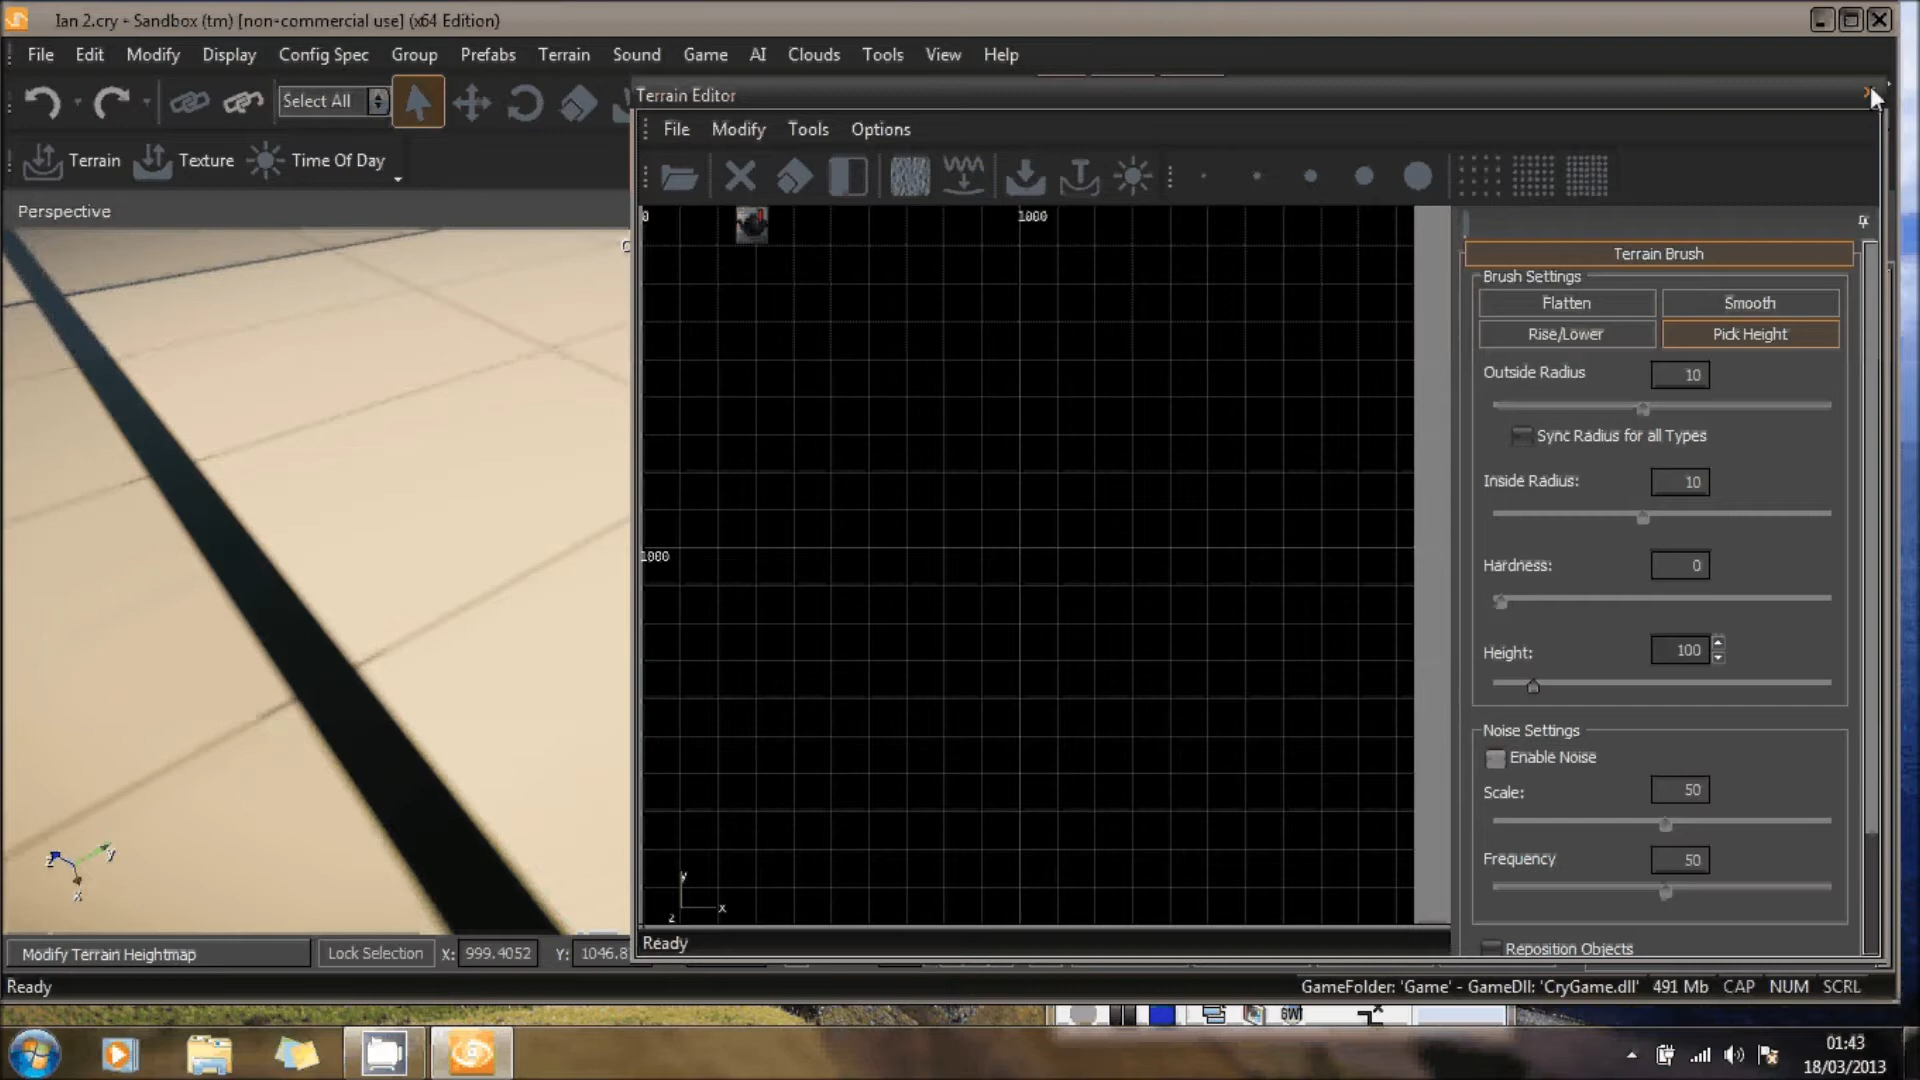 Ian 2.cry - Sandbox (tm) [non-commercial use] (x64 Edition)
File Edit Modify Display Config Spec Group Prefabs Terrain Sound Game AI Clouds Tools View Help
Select All
Terrain Texture Time Of Day
Perspective
Terrain Editor
File Modify Tools Options
0 1000
1000
y
z x
Ready
Terrain Brush
Brush Settings
Flatten Smooth
Rise/Lower Pick Height
Outside Radius 10
Sync Radius for all Types
Inside Radius: 10
Hardness: 0
Height: 100
Noise Settings
Enable Noise
Scale: 50
Frequency 50
Reposition Objects
z y
x
Modify Terrain Heightmap Lock Selection X: 999.4052 Y: 1046.8
Ready GameFolder: 'Game' - GameDll: 'CryGame.dll' 491 Mb CAP NUM SCRL
01:43
18/03/2013